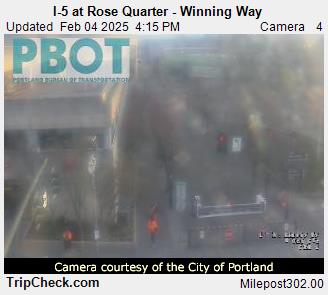 I-5 at Rose Quarter - Winning Way
Updated Feb 04 2025 4:15 PM Camera 4
PBOT
PORTLAND BUREAU OF TRANSPORTATION
Camera courtesy of the City of Portland
TripCheck.com Milepost302.00